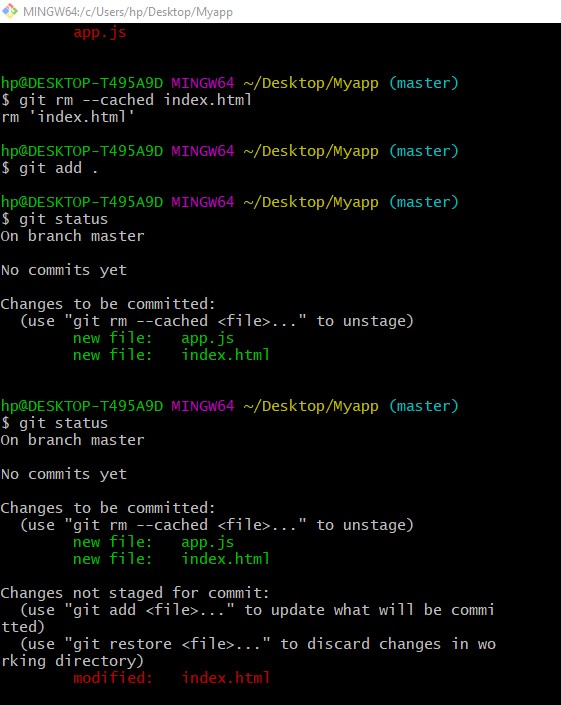 MINGW64:/c/Users/hp/Desktop/Myapp
app.js
hp@DESKTOP-T495A9D MINGW64 ~/Desktop/Myapp (master)
$ git rm --cached index.html
rm 'index.html'
hp@DESKTOP-T495A9D MINGW64 ~/Desktop/Myapp (master)
$ git add .
hp@DESKTOP-T495A9D MINGW64 ~/Desktop/Myapp (master)
$ git status
On branch master
No commits yet
Changes to be committed:
(use "git rm --cached <file>..." to unstage)
new file:   app.js
new file:   index.html
hp@DESKTOP-T495A9D MINGW64 ~/Desktop/Myapp (master)
$ git status
On branch master
No commits yet
Changes to be committed:
(use "git rm --cached <file>..." to unstage)
new file:   app.js
new file:   index.html
Changes not staged for commit:
(use "git add <file>..." to update what will be commi
tted)
(use "git restore <file>..." to discard changes in wo
rking directory)
modified:   index.html